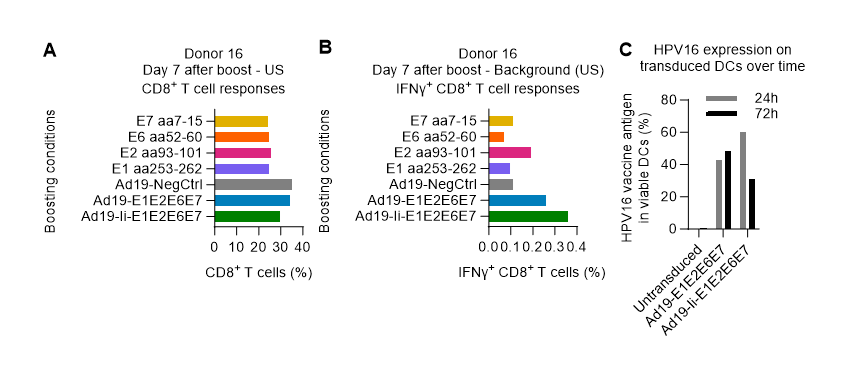 A
Donor 16
Day 7 after boost - US
CD8⁺ T cell responses
Boosting conditions
E7 aa7-15
E6 aa52-60
E2 aa93-101
E1 aa253-262
Ad19-NegCtrl
Ad19-E1E2E6E7
Ad19-Ii-E1E2E6E7
0 10 20 30 40
CD8⁺ T cells (%)
B
Donor 16
Day 7 after boost - Background (US)
IFNγ⁺ CD8⁺ T cell responses
Boosting conditions
E7 aa7-15
E6 aa52-60
E2 aa93-101
E1 aa253-262
Ad19-NegCtrl
Ad19-E1E2E6E7
Ad19-Ii-E1E2E6E7
0.0 0.1 0.2 0.3 0.4
IFNγ⁺ CD8⁺ T cells (%)
C
HPV16 expression on
transduced DCs over time
24h
72h
HPV16 vaccine antigen
in viable DCs (%)
80
60
40
20
0
Untransduced
Ad19-E1E2E6E7
Ad19-Ii-E1E2E6E7